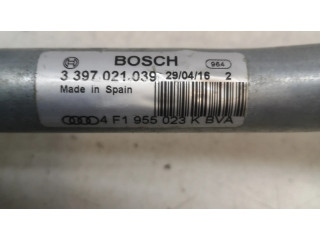 BOSCH 964
3 397 021.039 29/04/16 2
Made in Spain
4 F1 955 023 K BVA